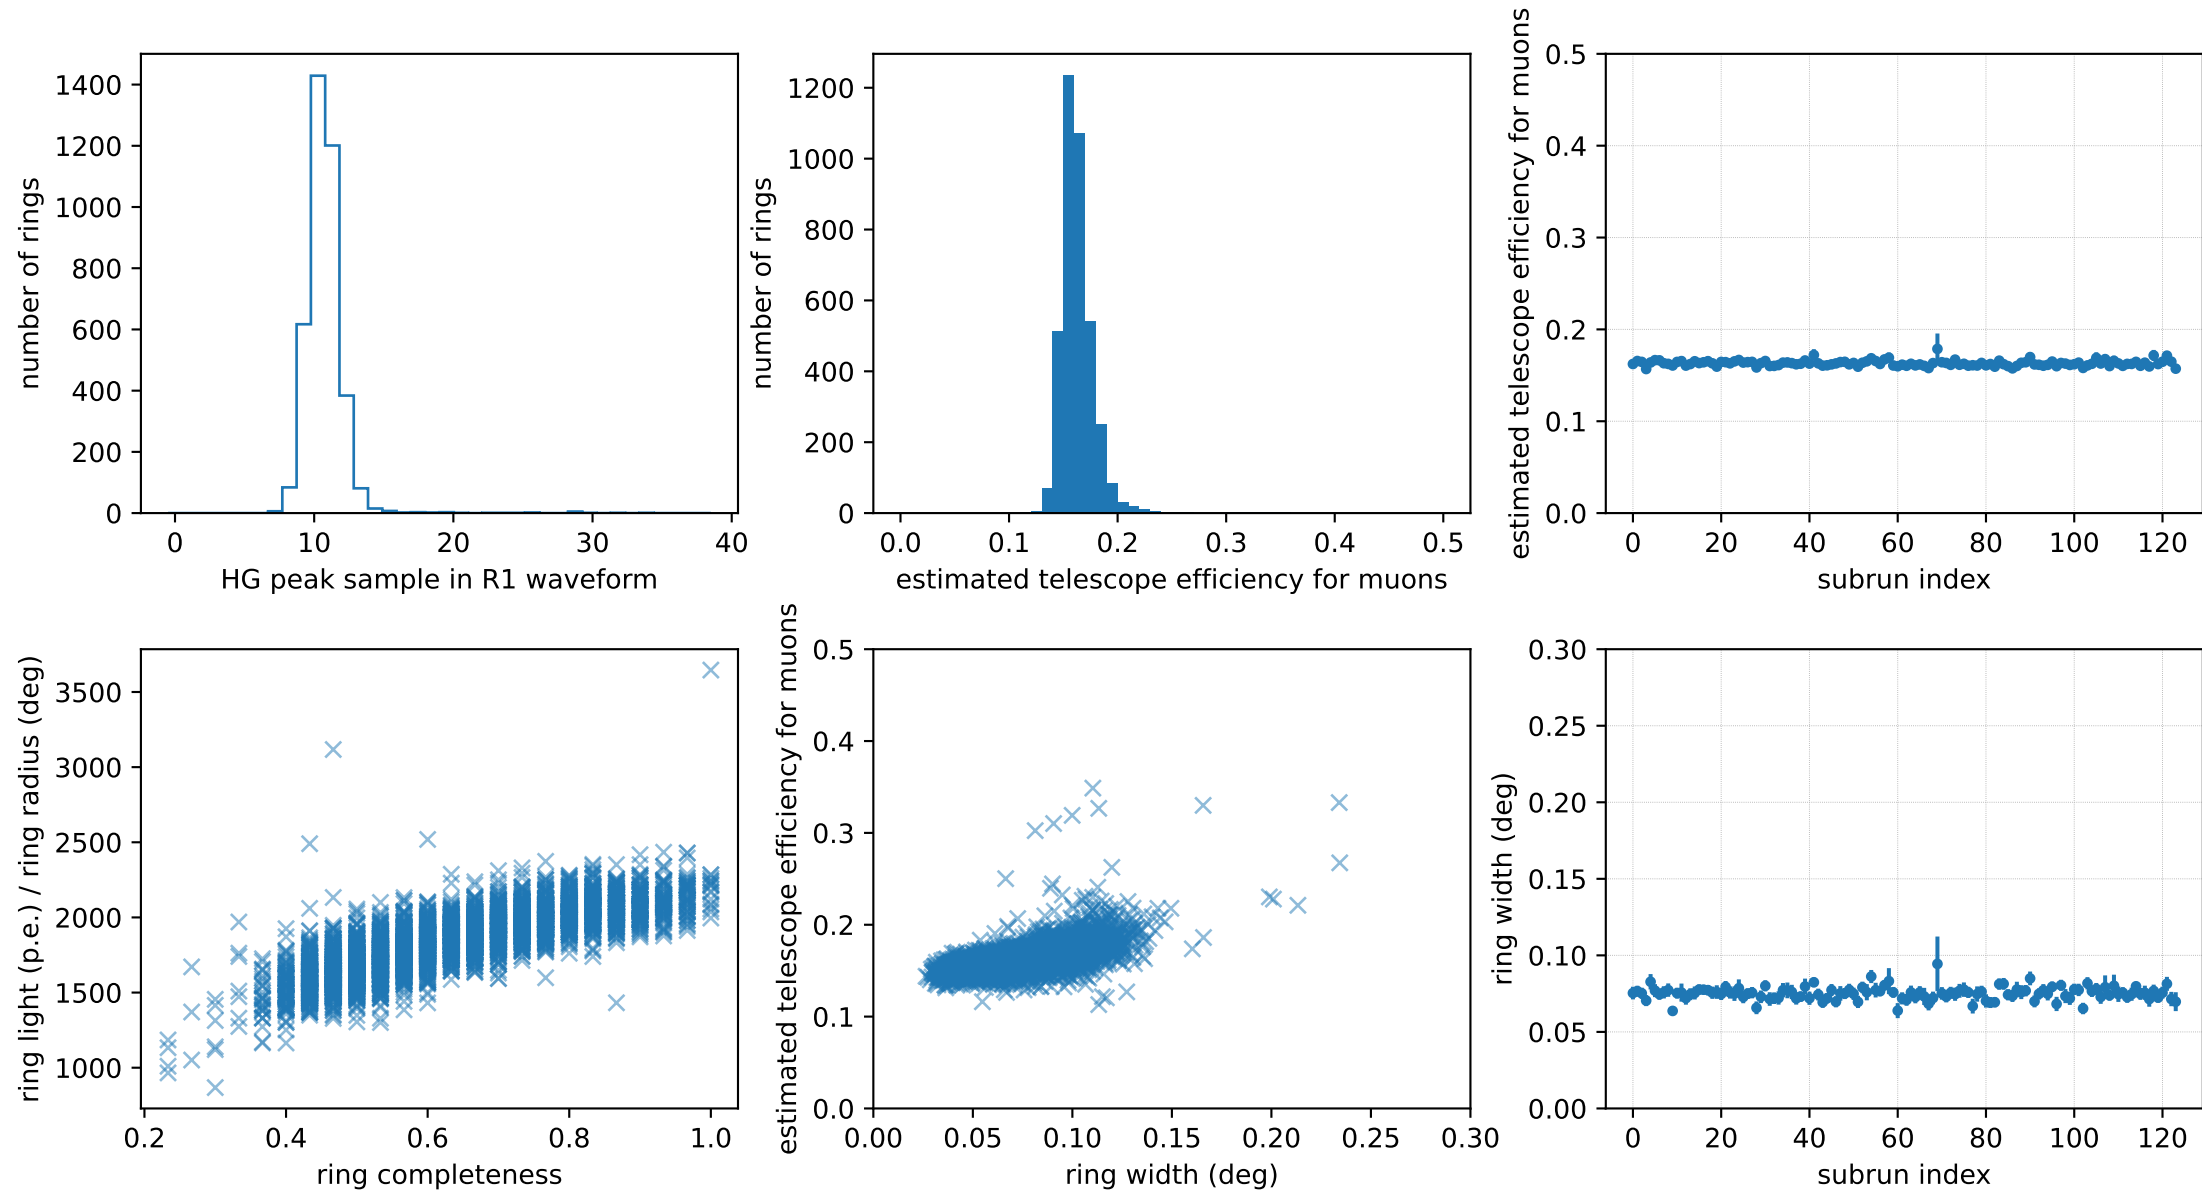 1400
1200
1000
800
600
400
200
0
number of rings
0 10 20 30 40
HG peak sample in R1 waveform
1200
1000
800
600
400
200
0
number of rings
0.0 0.1 0.2 0.3 0.4 0.5
estimated telescope efficiency for muons
0.5
0.4
0.3
0.2
0.1
0.0
estimated telescope efficiency for muons
0 20 40 60 80 100 120
subrun index
3500
3000
2500
2000
1500
1000
ring light (p.e.) / ring radius (deg)
0.2 0.4 0.6 0.8 1.0
ring completeness
0.5
0.4
0.3
0.2
0.1
0.0
estimated telescope efficiency for muons
0.00 0.05 0.10 0.15 0.20 0.25 0.30
ring width (deg)
0.30
0.25
0.20
0.15
0.10
0.05
0.00
ring width (deg)
0 20 40 60 80 100 120
subrun index